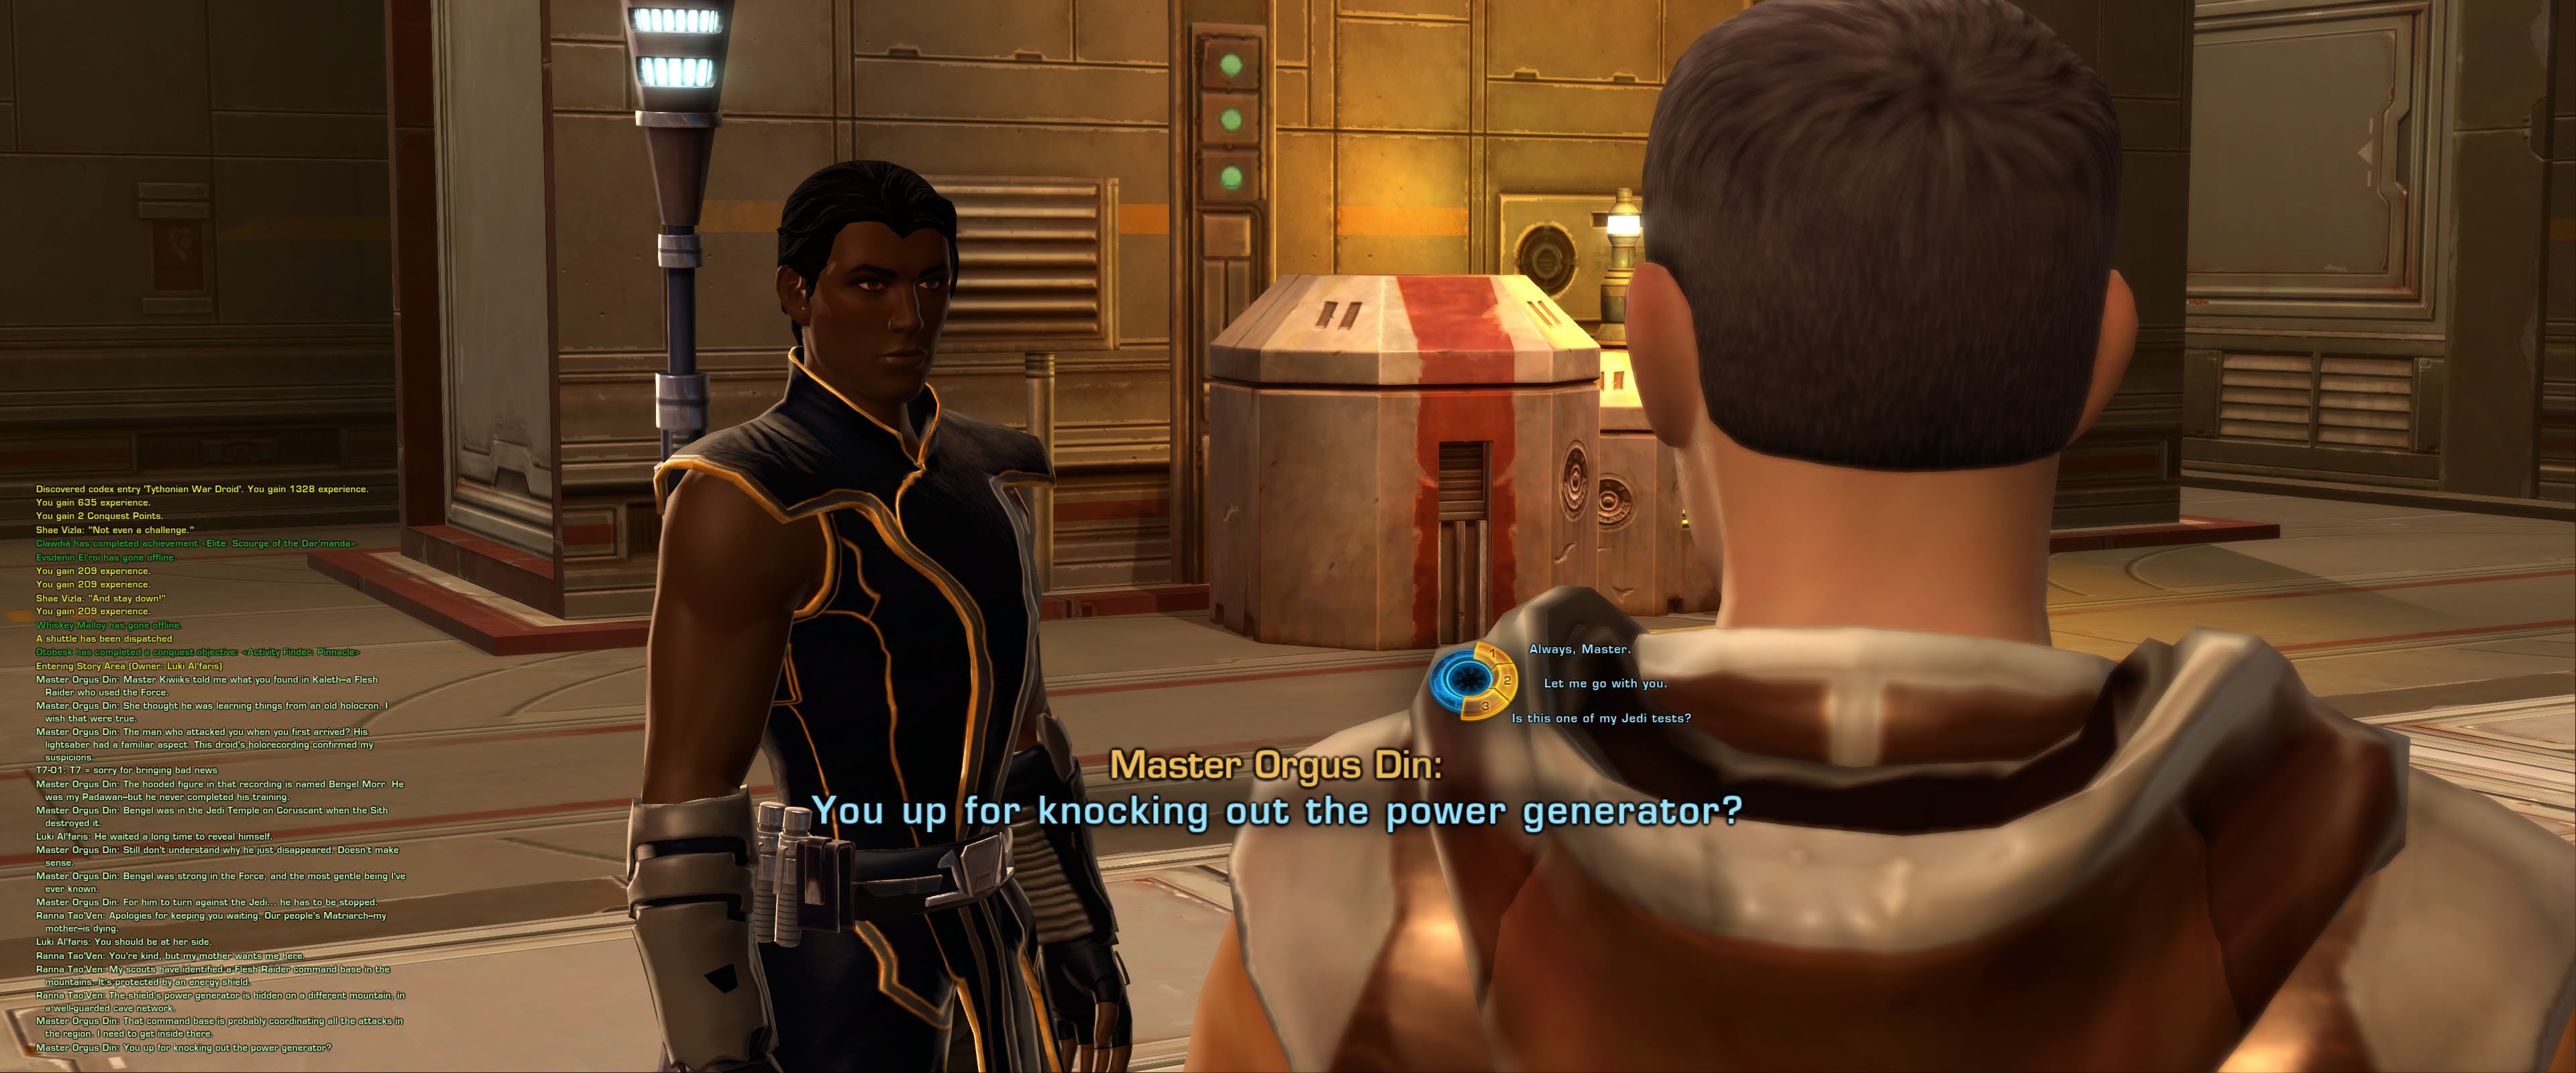 Discovered codex entry 'Tythonian War Droid'. You gain 1328 experience.
You gain 635 experience.
You gain 2 Conquest Points.
Shae Vizla: "Not even a challenge."
Clawdiä has completed achievement <Elite: Scourge of the Dar'manda>.
Evsdenin El'roi has gone offline.
You gain 209 experience.
You gain 209 experience.
Shae Vizla: "And stay down!"
You gain 209 experience.
Whiskey Malloy has gone offline.
A shuttle has been dispatched
Otobesk has completed a conquest objective: <Activity Finder: Pinnacle>
Entering Story Area (Owner: Luki Al'faris)
Master Orgus Din: Master Kiwiiks told me what you found in Kaleth—a Flesh
Raider who used the Force.
Master Orgus Din: She thought he was learning things from an old holocron. I
wish that were true.
Master Orgus Din: The man who attacked you when you first arrived? His
lightsaber had a familiar aspect. This droid's holorecording confirmed my
suspicions.
T7-01: T7 = sorry for bringing bad news
Master Orgus Din: The hooded figure in that recording is named Bengel Morr. He
was my Padawan—but he never completed his training.
Master Orgus Din: Bengel was in the Jedi Temple on Coruscant when the Sith
destroyed it.
Luki Al'faris: He waited a long time to reveal himself.
Master Orgus Din: Still don't understand why he just disappeared. Doesn't make
sense.
Master Orgus Din: Bengel was strong in the Force, and the most gentle being I've
ever known.
Master Orgus Din: For him to turn against the Jedi... he has to be stopped.
Ranna Tao'Ven: Apologies for keeping you waiting. Our people's Matriarch—my
mother—is dying.
Luki Al'faris: You should be at her side.
Ranna Tao'Ven: You're kind, but my mother wants me here.
Ranna Tao'Ven: My scouts have identified a Flesh Raider command base in the
mountains. It's protected by an energy shield.
Ranna Tao'Ven: The shield's power generator is hidden on a different mountain, in
a well-guarded cave network.
Master Orgus Din: That command base is probably coordinating all the attacks in
the region. I need to get inside there.
Master Orgus Din: You up for knocking out the power generator?
1 Always, Master.
2 Let me go with you.
3 Is this one of my Jedi tests?
Master Orgus Din:
You up for knocking out the power generator?